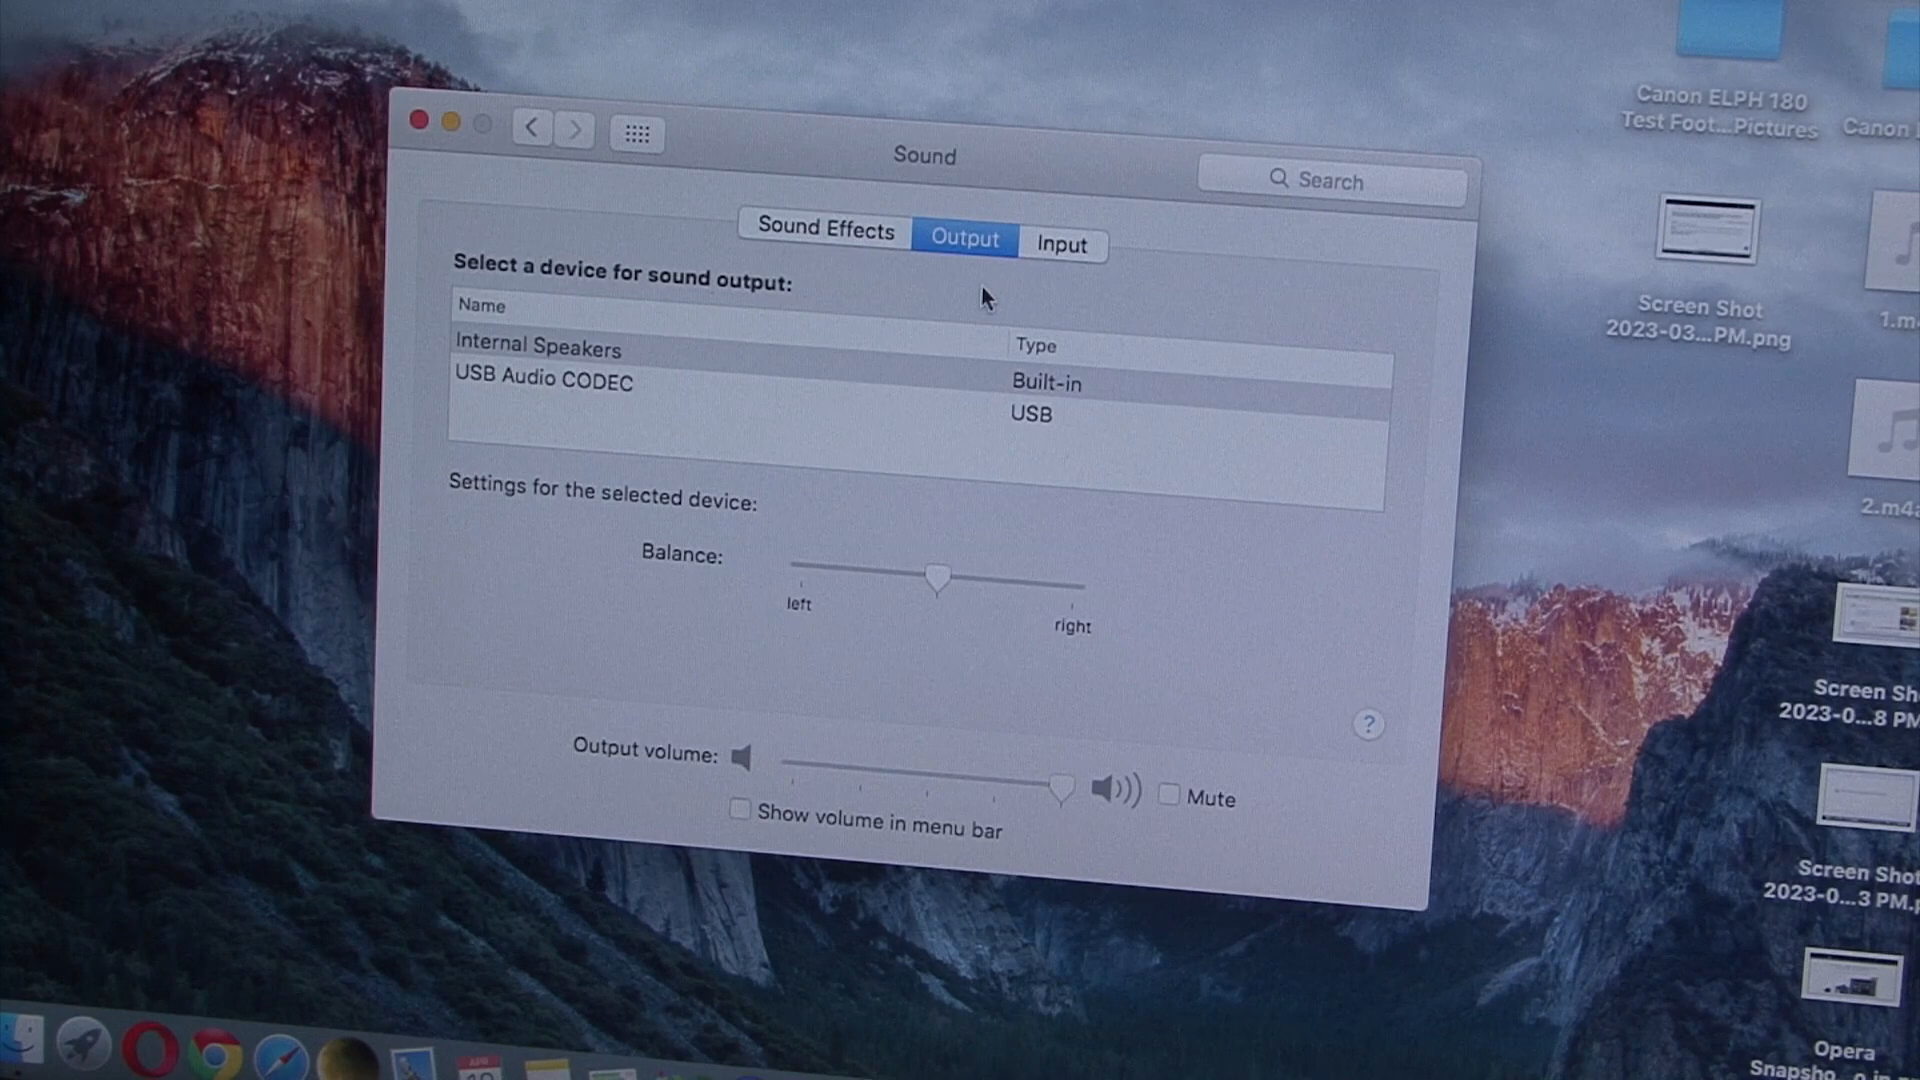 Sound
Search
Sound Effects
Output
Input
Select a device for sound output:
Name
Type
Internal Speakers
Built-in
USB Audio CODEC
USB
Settings for the selected device:
Balance:
left
right
?
Output volume:
Mute
Show volume in menu bar
Canon ELPH 180
Test Foot...Pictures
Canon
Screen Shot
2023-03...PM.png
1.m
2.m4a
Screen Sh
2023-0...8 PM
Screen Shot
2023-0...3 PM.p
Opera
Snapsho